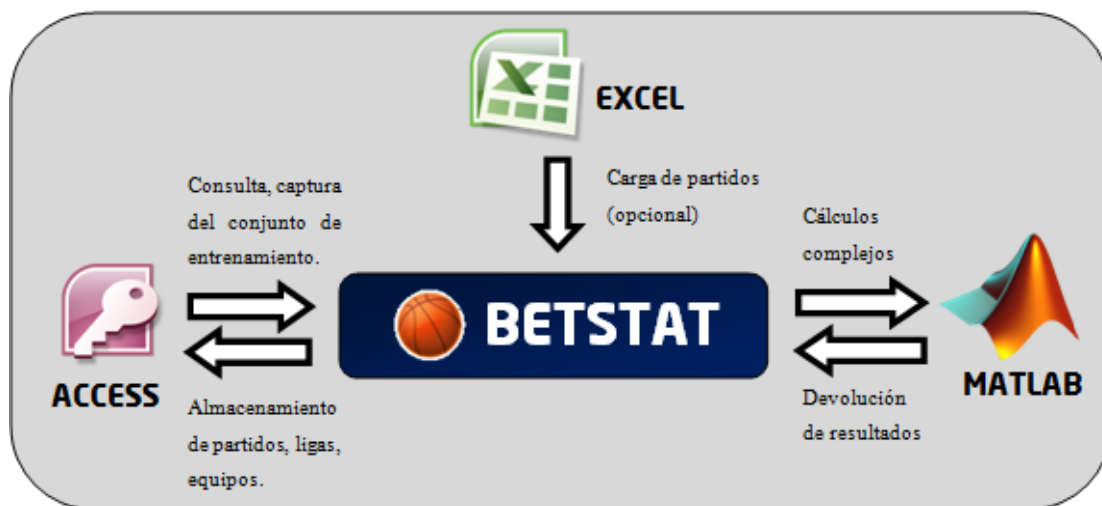 EXCEL
Carga de partidos
(opcional)
Consulta, captura
del conjunto de
entrenamiento.
ACCESS
Almacenamiento
de partidos, ligas,
equipos.
BETSTAT
Cálculos
complejos
MATLAB
Devolución
de resultados